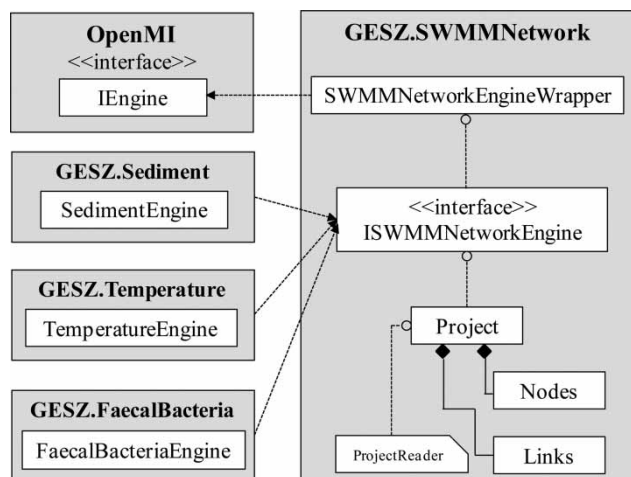 OpenMI
<<interface>>
IEngine
GESZ.Sediment
SedimentEngine
GESZ.Temperature
TemperatureEngine
GESZ.FaecalBacteria
FaecalBacteriaEngine
GESZ.SWMMNetwork
SWMMNetworkEngineWrapper
<<interface>>
ISWMMNetworkEngine
Project
Nodes
ProjectReader
Links